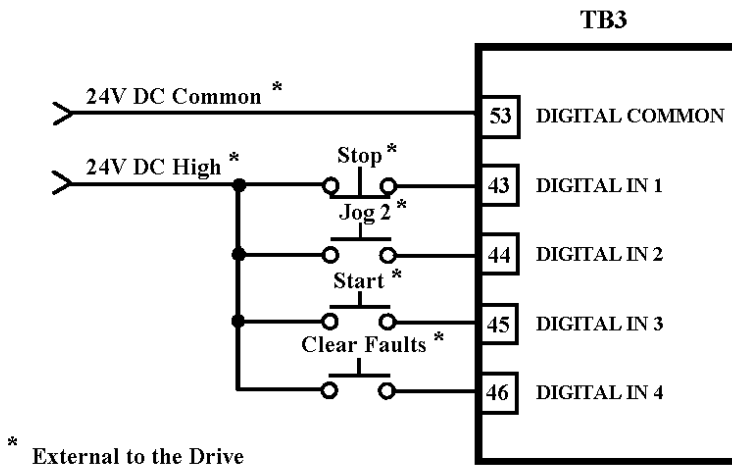 TB3
24V DC Common *
53 DIGITAL COMMON
24V DC High *
Stop *
43 DIGITAL IN 1
Jog 2 *
44 DIGITAL IN 2
Start *
45 DIGITAL IN 3
Clear Faults *
46 DIGITAL IN 4
* External to the Drive